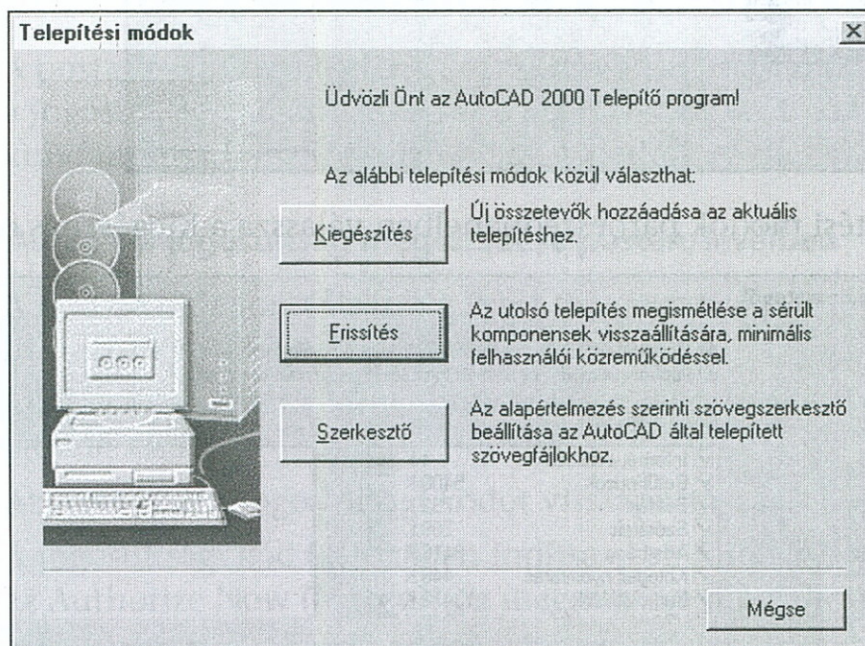 Telepítési módok
Üdvözli Önt az AutoCAD 2000 Telepítő program!
Az alábbi telepítési módok közül választhat:
Kiegészítés
Új összetevők hozzáadása az aktuális
telepítéshez.
Frissítés
Az utolsó telepítés megismétlése a sérült
komponensek visszaállítására, minimális
felhasználói közreműködéssel.
Szerkesztő
Az alapértelmezés szerinti szövegszerkesztő
beállítása az AutoCAD által telepített
szövegfájlokhoz.
Mégse